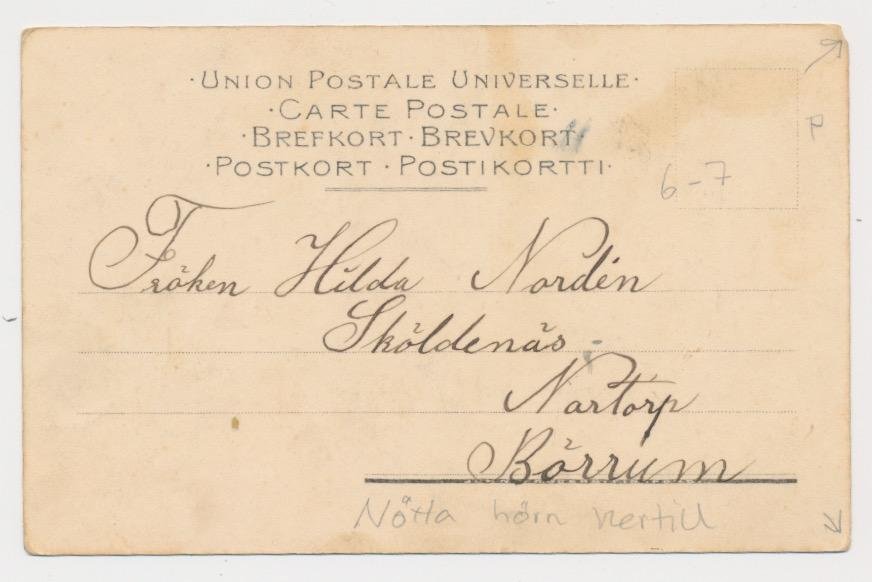 ·UNION POSTALE UNIVERSELLE·
·CARTE POSTALE·
·BREFKORT·BREVKORT·
·POSTKORT·POSTIKORTTI·
P
6-7
Fröken Hilda Nordén
Sköldenäs
Nartorp
Börrum
Nötta hörn nertill